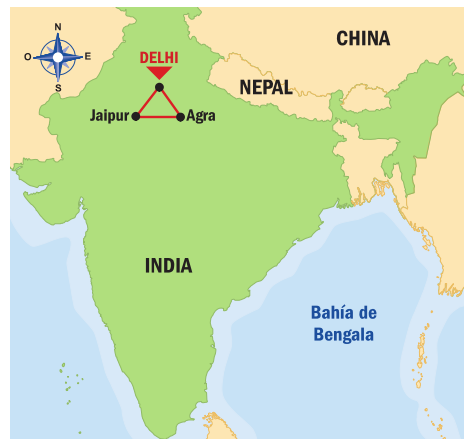 N
O E
S
DELHI
CHINA
NEPAL
Jaipur Agra
INDIA
Bahía de
Bengala